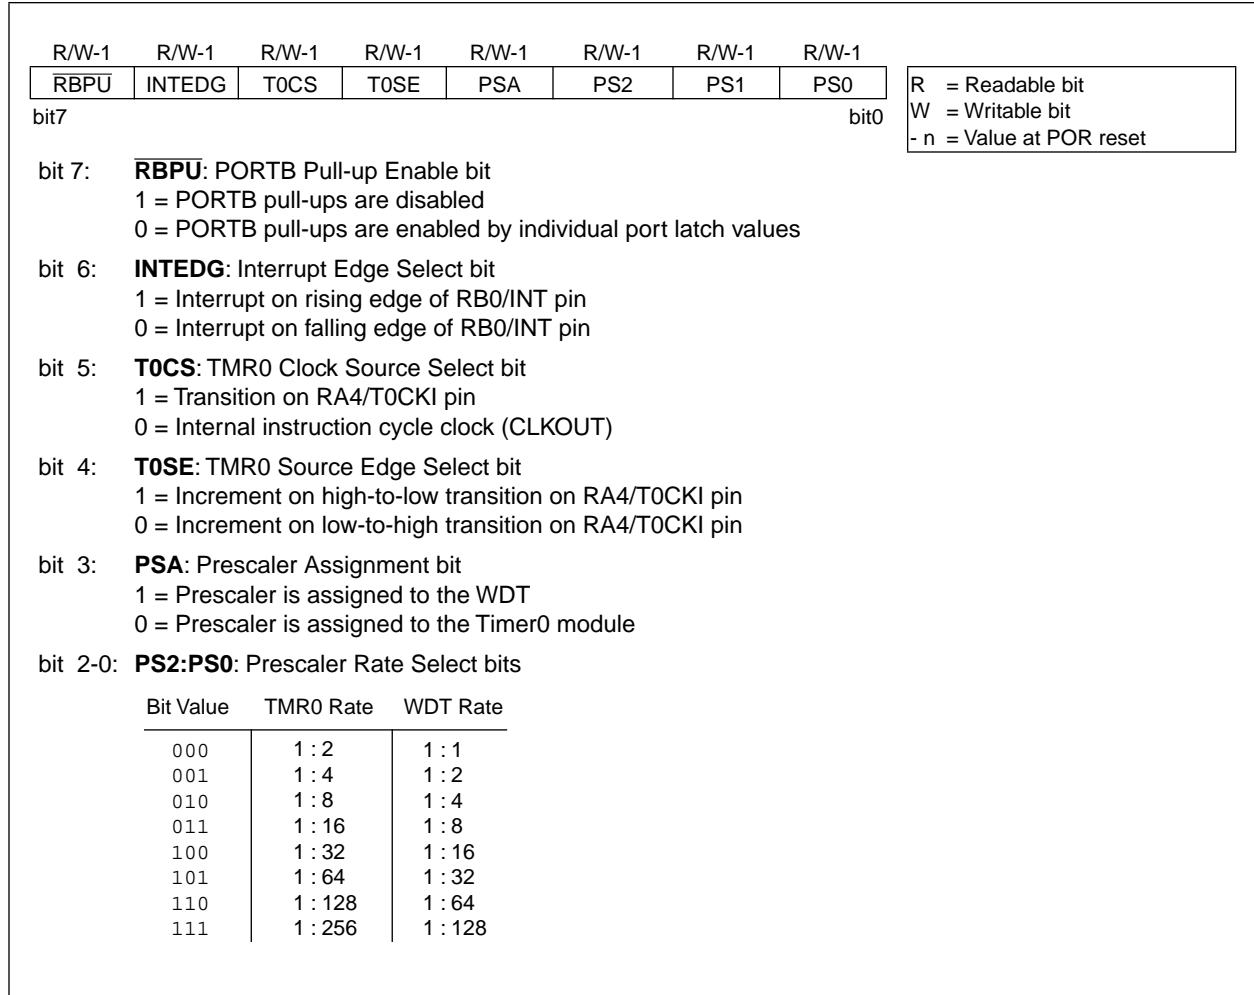 R/W-1 R/W-1 R/W-1 R/W-1 R/W-1 R/W-1 R/W-1 R/W-1
RBPU INTEDG T0CS T0SE PSA PS2 PS1 PS0
bit7 bit0
R = Readable bit
W = Writable bit
- n = Value at POR reset
bit 7: RBPU: PORTB Pull-up Enable bit
1 = PORTB pull-ups are disabled
0 = PORTB pull-ups are enabled by individual port latch values
bit 6: INTEDG: Interrupt Edge Select bit
1 = Interrupt on rising edge of RB0/INT pin
0 = Interrupt on falling edge of RB0/INT pin
bit 5: T0CS: TMR0 Clock Source Select bit
1 = Transition on RA4/T0CKI pin
0 = Internal instruction cycle clock (CLKOUT)
bit 4: T0SE: TMR0 Source Edge Select bit
1 = Increment on high-to-low transition on RA4/T0CKI pin
0 = Increment on low-to-high transition on RA4/T0CKI pin
bit 3: PSA: Prescaler Assignment bit
1 = Prescaler is assigned to the WDT
0 = Prescaler is assigned to the Timer0 module
bit 2-0: PS2:PS0: Prescaler Rate Select bits
Bit Value TMR0 Rate WDT Rate
000 1 : 2 1 : 1
001 1 : 4 1 : 2
010 1 : 8 1 : 4
011 1 : 16 1 : 8
100 1 : 32 1 : 16
101 1 : 64 1 : 32
110 1 : 128 1 : 64
111 1 : 256 1 : 128